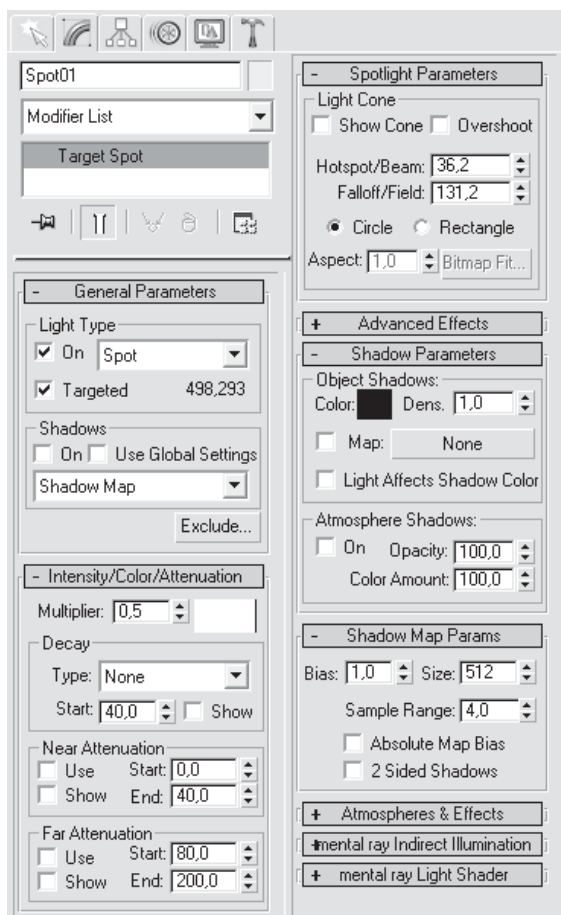 Spot01
Modifier List
Target Spot
- General Parameters
Light Type
On Spot
Targeted 498,293
Shadows
On Use Global Settings
Shadow Map
Exclude...
- Intensity/Color/Attenuation
Multiplier: 0,5
Decay
Type: None
Start: 40,0 Show
Near Attenuation
Use Start: 0,0
Show End: 40,0
Far Attenuation
Use Start: 80,0
Show End: 200,0
- Spotlight Parameters
Light Cone
Show Cone Overshoot
Hotspot/Beam: 36,2
Falloff/Field: 131,2
Circle Rectangle
Aspect: 1,0 Bitmap Fit...
+ Advanced Effects
- Shadow Parameters
Object Shadows:
Color: Dens. 1,0
Map: None
Light Affects Shadow Color
Atmosphere Shadows:
On Opacity: 100,0
Color Amount: 100,0
- Shadow Map Params
Bias: 1,0 Size: 512
Sample Range: 4,0
Absolute Map Bias
2 Sided Shadows
+ Atmospheres & Effects
+ mental ray Indirect Illumination
+ mental ray Light Shader